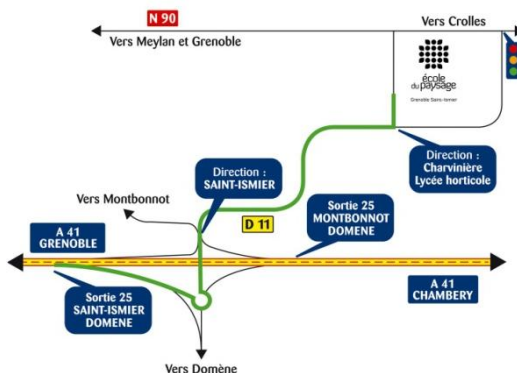 N 90
Vers Crolles
Vers Meylan et Grenoble
école
du paysage
Grenoble Saint-Ismier
Direction :
SAINT-ISMIER
Direction :
Charvinière
Lycée horticole
Vers Montbonnot
D 11
Sortie 25
MONTBONNOT
DOMENE
A 41
GRENOBLE
A 41
CHAMBERY
Sortie 25
SAINT-ISMIER
DOMENE
Vers Domène